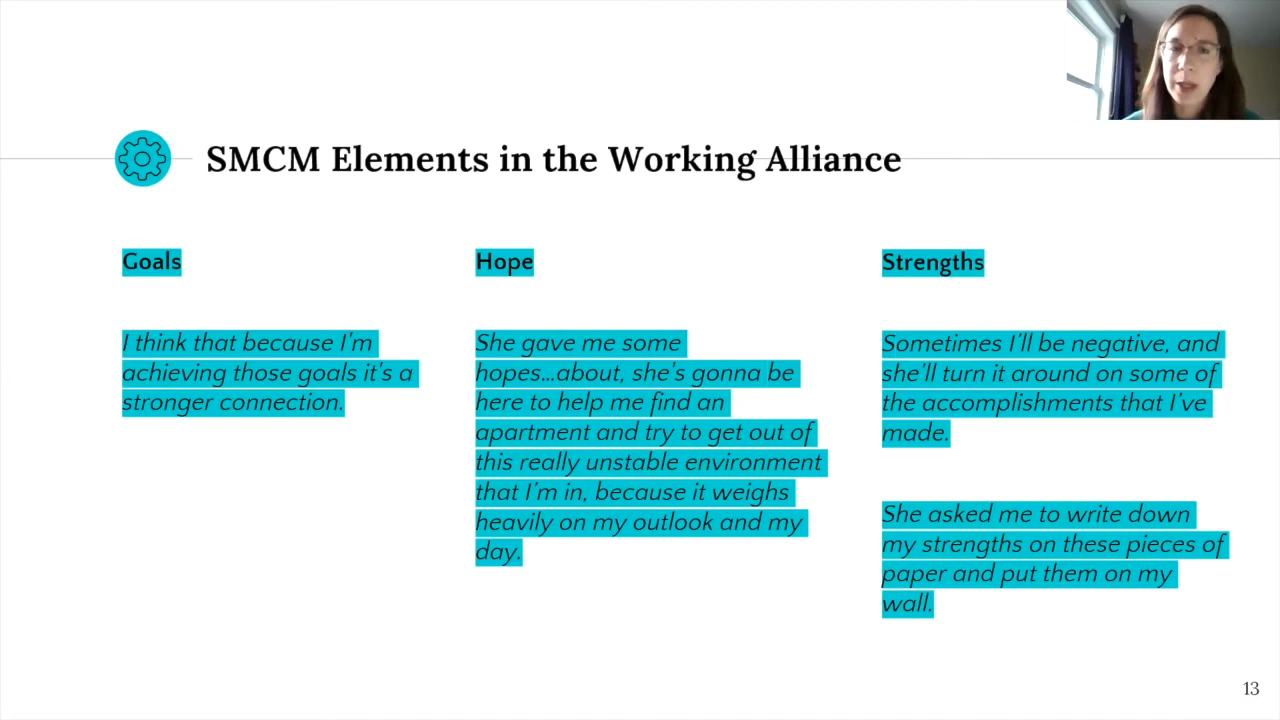 SMCM Elements in the Working Alliance
Goals
I think that because I'm
achieving those goals it's a
stronger connection.
Hope
She gave me some
hopes...about, she's gonna be
here to help me find an
apartment and try to get out of
this really unstable environment
that I'm in, because it weighs
heavily on my outlook and my
day.
Strengths
Sometimes I'll be negative, and
she'll turn it around on some of
the accomplishments that I've
made.
She asked me to write down
my strengths on these pieces of
paper and put them on my
wall.
13